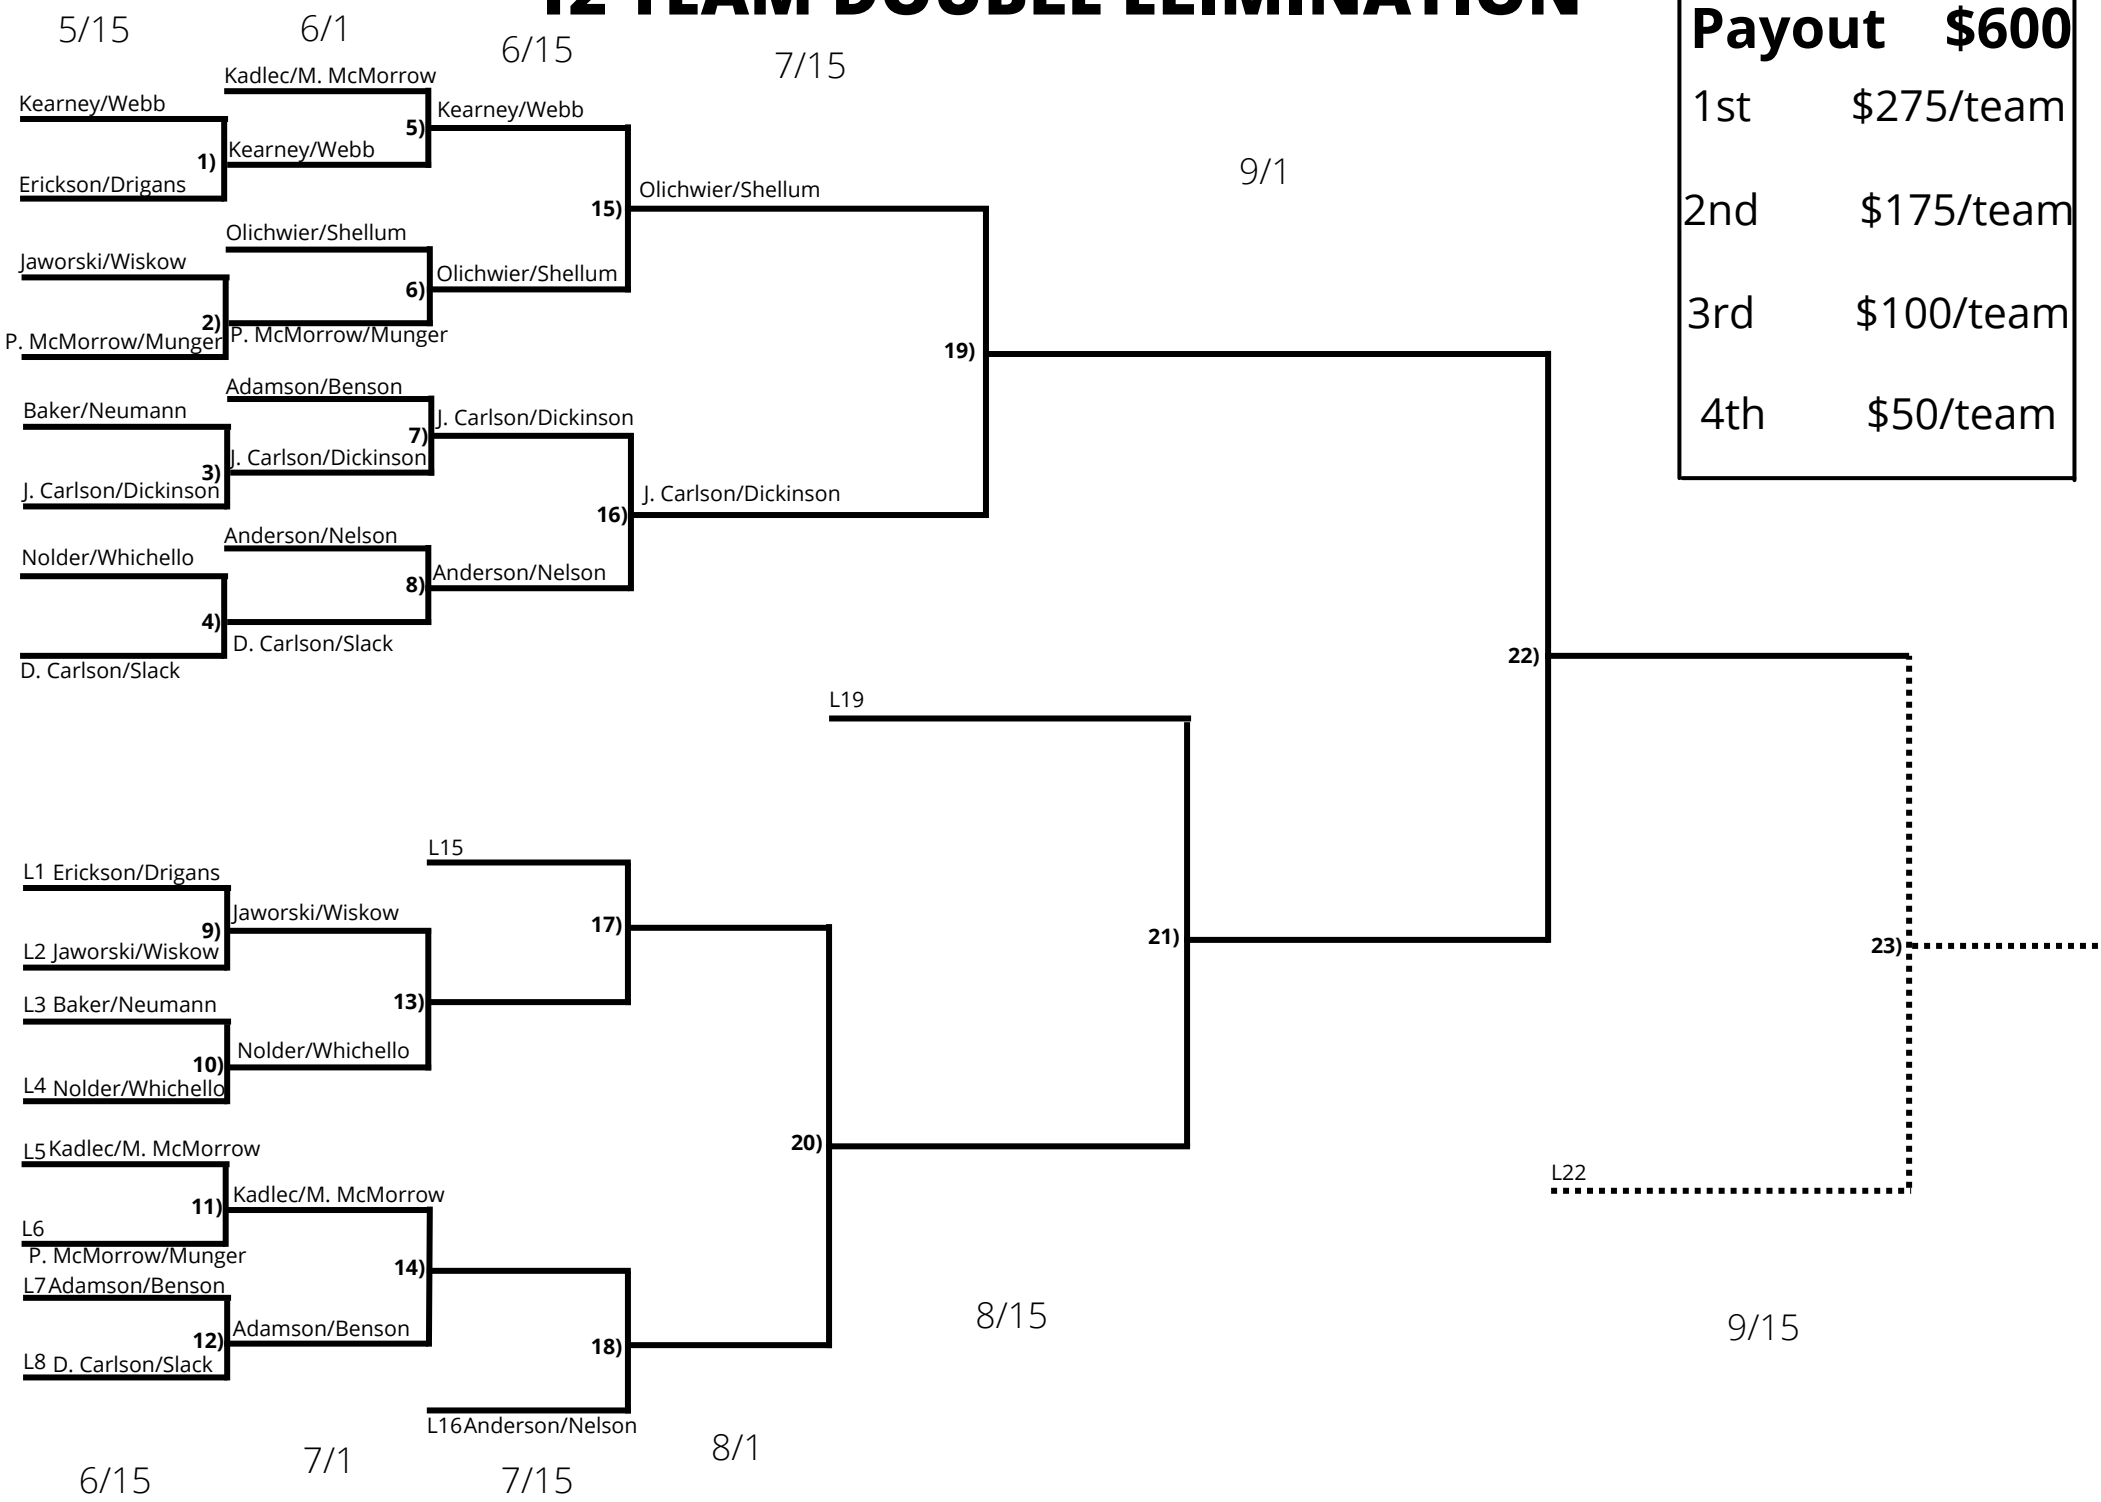 12 TEAM DOUBLE ELIMINATION
5/15
6/1
6/15
7/15
9/1
Payout $600
1st $275/team
2nd $175/team
3rd $100/team
4th $50/team
Kearney/Webb
1)
Erickson/Drigans
Jaworski/Wiskow
2)
P. McMorrow/Munger
Baker/Neumann
3)
J. Carlson/Dickinson
Nolder/Whichello
4)
D. Carlson/Slack
Kadlec/M. McMorrow
5)
Kearney/Webb
Olichwier/Shellum
6)
P. McMorrow/Munger
Adamson/Benson
7)
J. Carlson/Dickinson
Anderson/Nelson
8)
D. Carlson/Slack
Kearney/Webb
15)
Olichwier/Shellum
J. Carlson/Dickinson
16)
Anderson/Nelson
Olichwier/Shellum
19)
J. Carlson/Dickinson
22)
L19
21)
L15
17)
L1 Erickson/Drigans
9)
L2 Jaworski/Wiskow
L3 Baker/Neumann
10)
L4 Nolder/Whichello
L5 Kadlec/M. McMorrow
11)
L6
P. McMorrow/Munger
L7 Adamson/Benson
12)
L8 D. Carlson/Slack
Jaworski/Wiskow
13)
Nolder/Whichello
Kadlec/M. McMorrow
14)
Adamson/Benson
20)
18)
L16 Anderson/Nelson
23)
L22
6/15
7/1
7/15
8/1
8/15
9/15